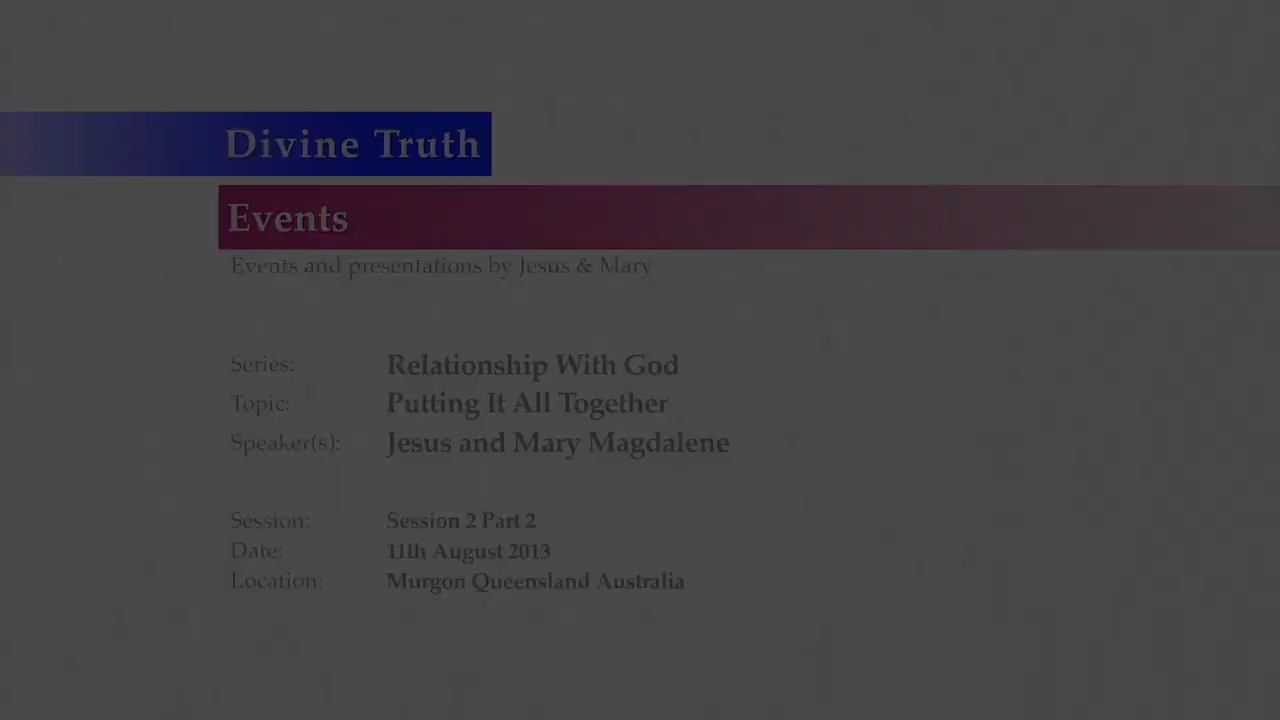 Divine Truth
Events
Events and presentations by Jesus & Mary
Series: Relationship With God
Topic: Putting It All Together
Speaker(s): Jesus and Mary Magdalene
Session: Session 2 Part 2
Date: 11th August 2013
Location: Murgon Queensland Australia